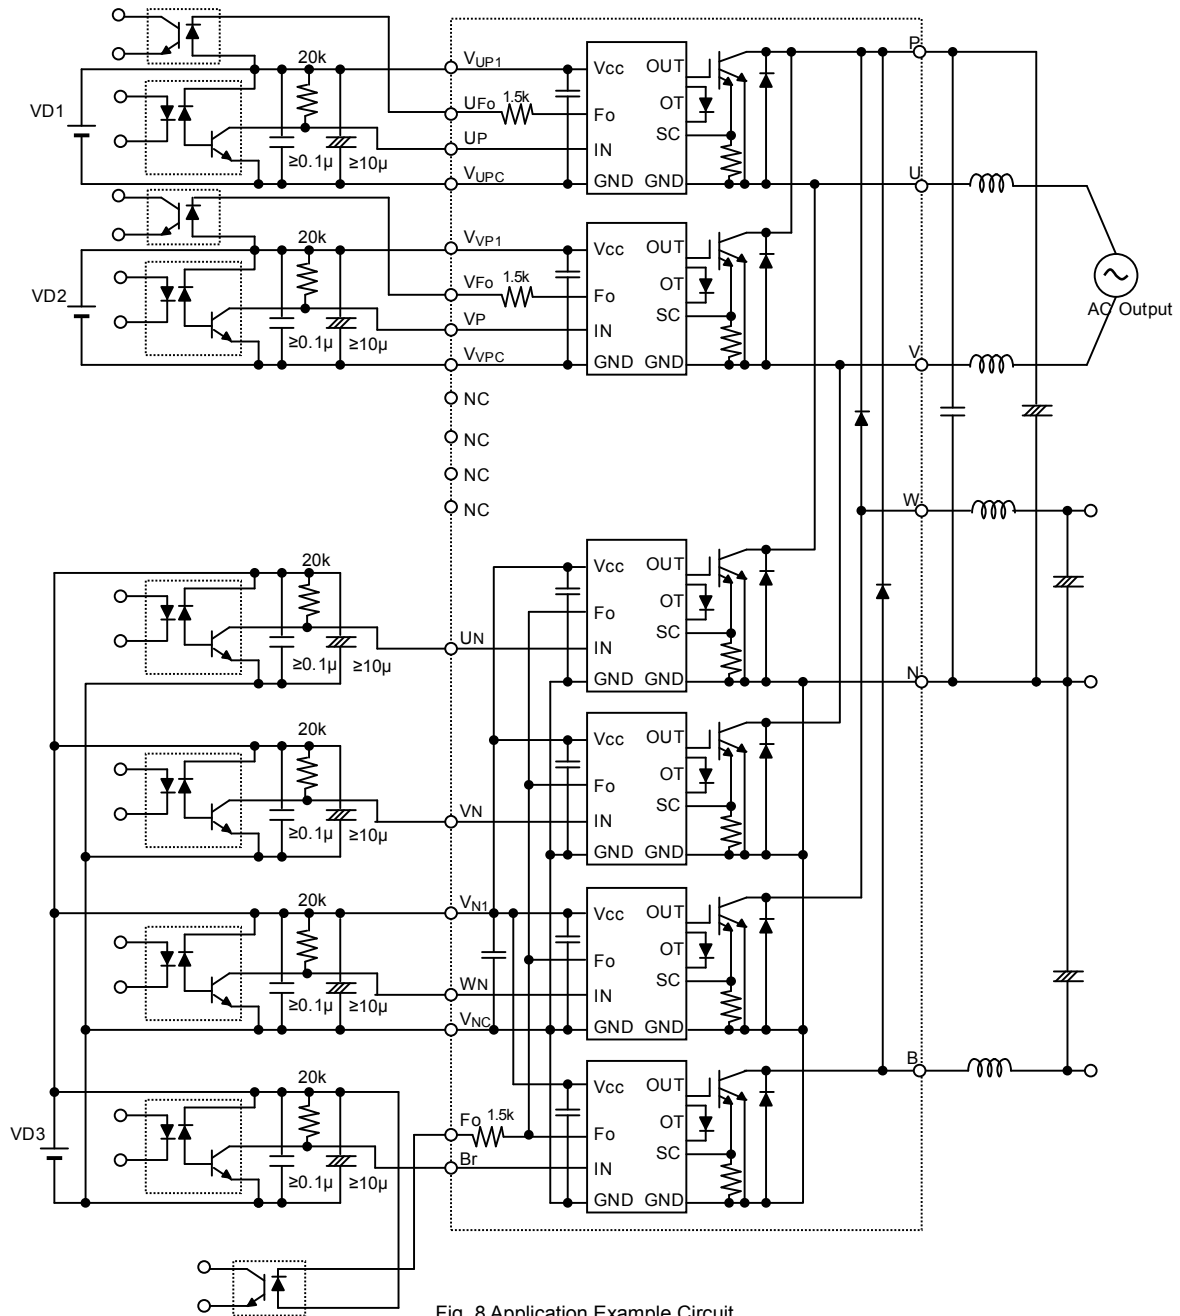 20k
VD1
≥0.1µ
≥10µ
VUP1
UFo
1.5k
UP
VUPC
Vcc
OUT
Fo
OT
SC
IN
GND
GND
P
U
20k
VD2
≥0.1µ
≥10µ
VVP1
VFo
1.5k
VP
VVPC
Vcc
OUT
Fo
OT
SC
IN
GND
GND
V
AC Output
NC
NC
NC
NC
W
20k
≥0.1µ
≥10µ
UN
Vcc
OUT
Fo
OT
SC
IN
GND
GND
N
20k
≥0.1µ
≥10µ
VN
Vcc
OUT
Fo
OT
SC
IN
GND
GND
20k
≥0.1µ
≥10µ
VN1
WN
VNC
Vcc
OUT
Fo
OT
SC
IN
GND
GND
B
20k
VD3
≥0.1µ
≥10µ
Fo
1.5k
Br
Vcc
OUT
Fo
OT
SC
IN
GND
GND
Fig. 8 Application Example Circuit